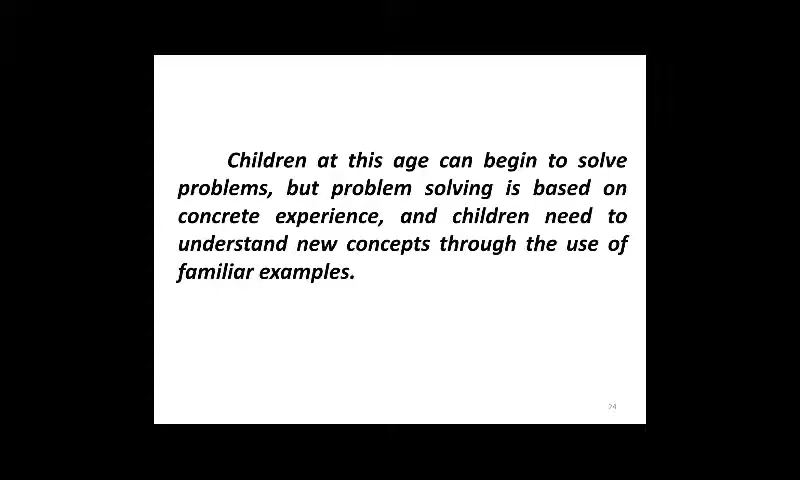 Children at this age can begin to solve
problems, but problem solving is based on
concrete experience, and children need to
understand new concepts through the use of
familiar examples.
24